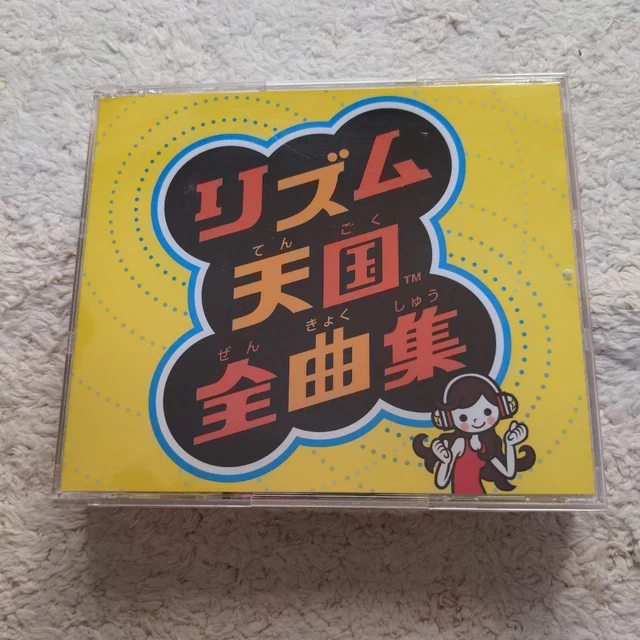 リズム
てんごく
天国™
ぜんきょくしゅう
全曲集